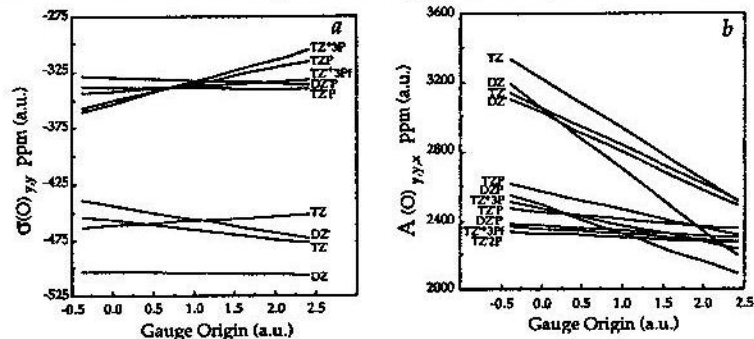 a
σ(O) y,y ppm (a.u.)
-275
-325
-375
-425
-475
-525
TZ+3P
TZP
TZ+3Pf
DZ'P
TZ'P
TZ
DZ'
TZ'
DZ
-0.5 0.0 0.5 1.0 1.5 2.0 2.5
Gauge Origin (a.u.)
b
A (O) y,y,x ppm (a.u.)
3600
3200
2800
2400
2000
TZ
DZ
TZ'
DZ'
TZP
DZP
TZ+3P
TZ'P
DZ'P
TZ+3Pf
TZ'2P
-0.5 0.0 0.5 1.0 1.5 2.0 2.5
Gauge Origin (a.u.)